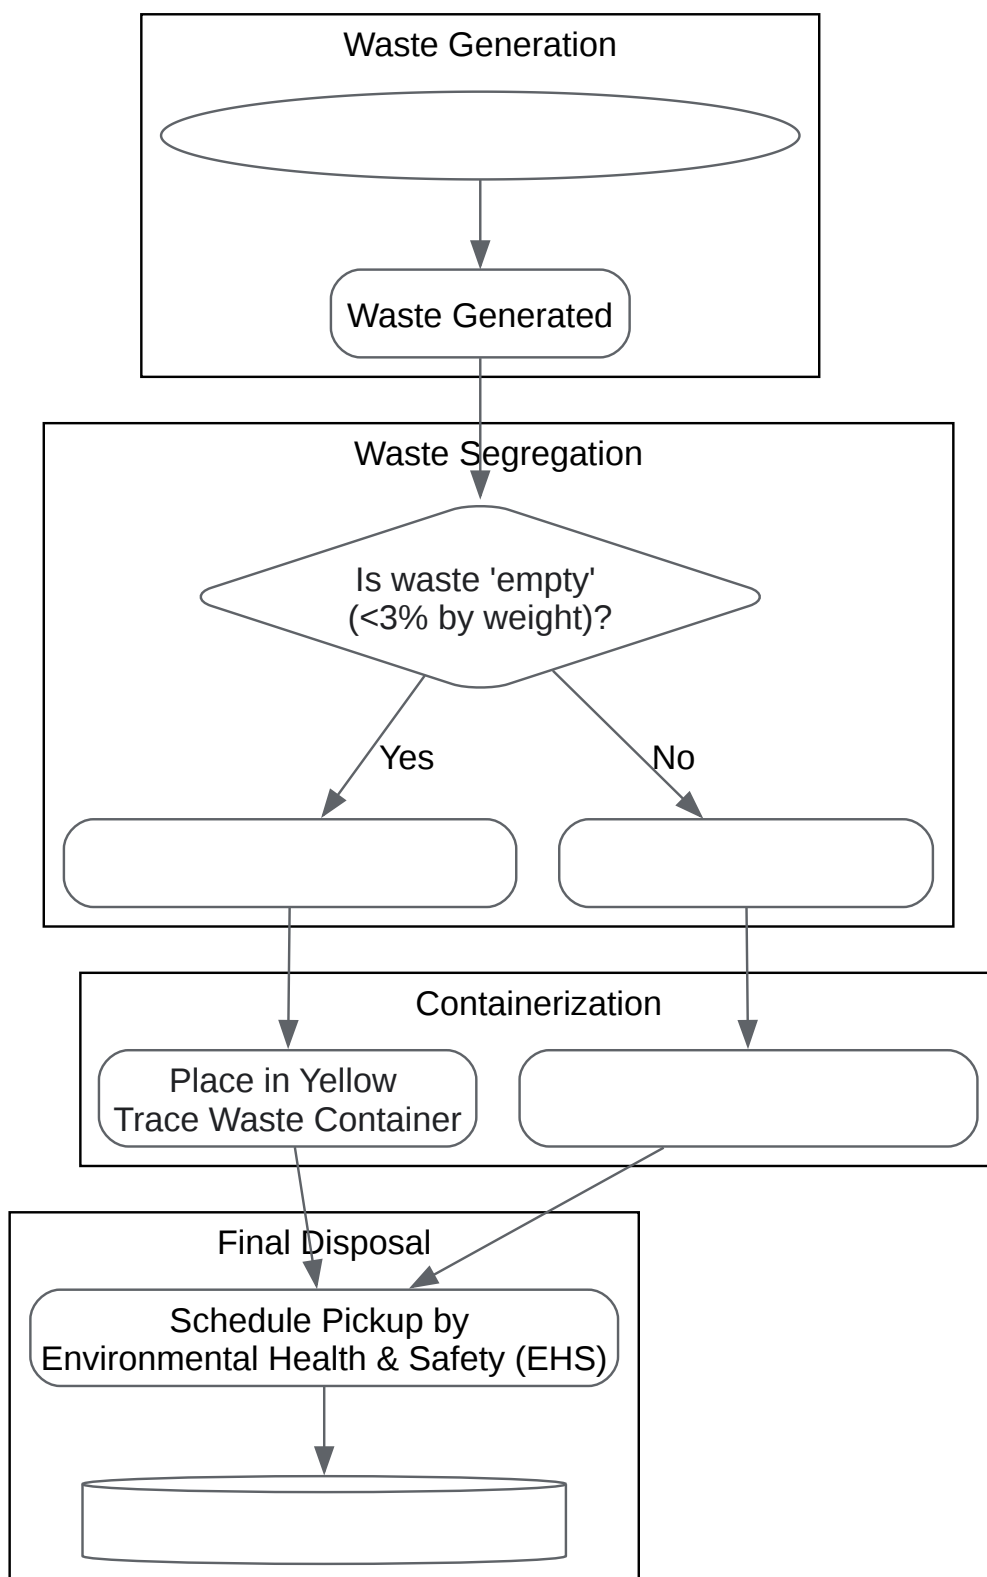 Waste Generation
Waste Generated
Waste Segregation
Is waste 'empty'
(<3% by weight)?
Yes
No
Containerization
Place in Yellow
Trace Waste Container
Final Disposal
Schedule Pickup by
Environmental Health & Safety (EHS)